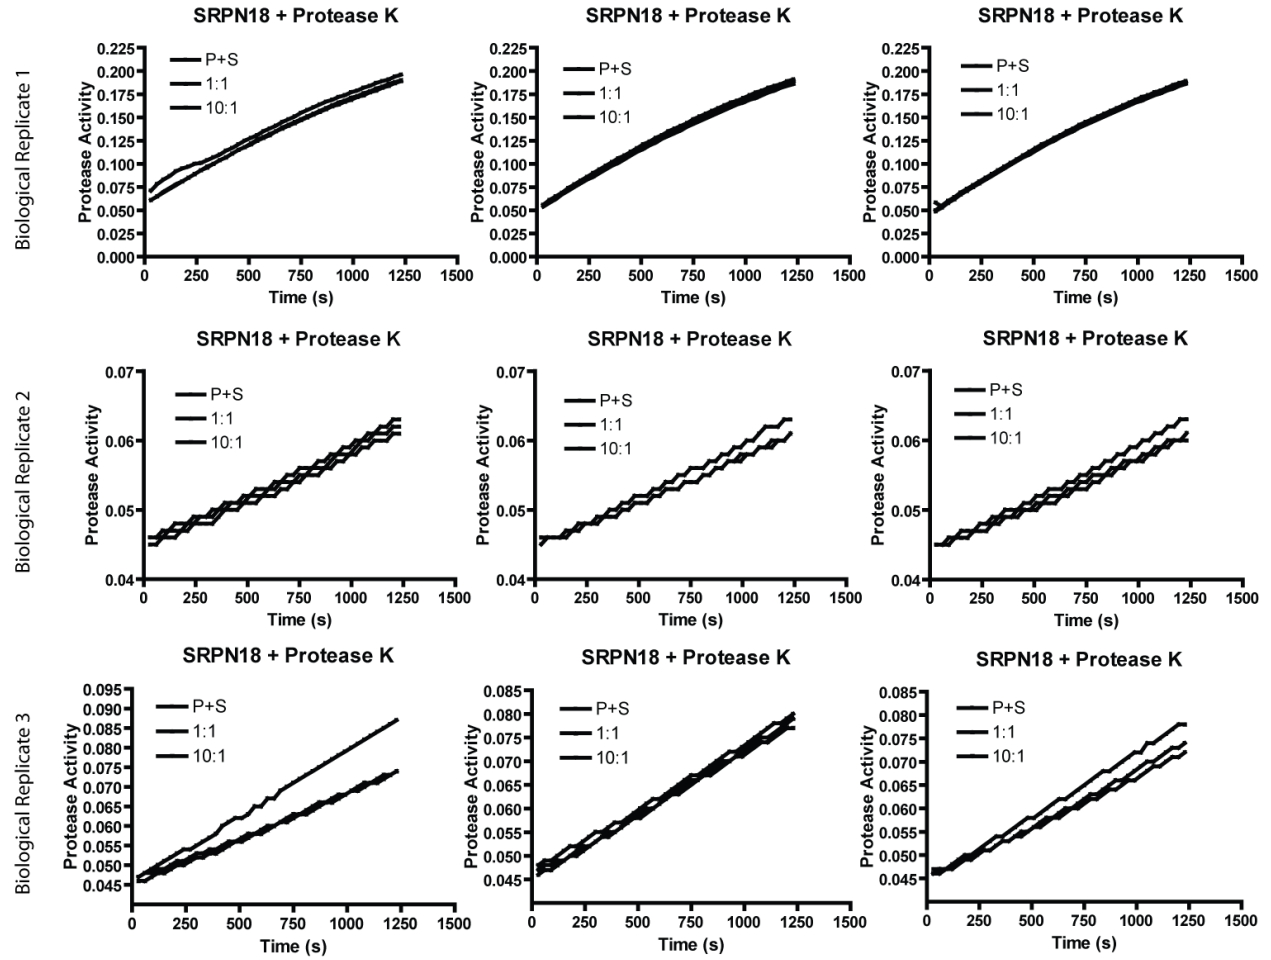 SRPN18 + Protease K
SRPN18 + Protease K
SRPN18 + Protease K
Biological Replicate 1
Protease Activity
0.225
0.200
0.175
0.150
0.125
0.100
0.075
0.050
0.025
0.000
P+S
1:1
10:1
0 250 500 750 1000 1250 1500
Time (s)
Protease Activity
0.225
0.200
0.175
0.150
0.125
0.100
0.075
0.050
0.025
0.000
P+S
1:1
10:1
0 250 500 750 1000 1250 1500
Time (s)
Protease Activity
0.225
0.200
0.175
0.150
0.125
0.100
0.075
0.050
0.025
0.000
P+S
1:1
10:1
0 250 500 750 1000 1250 1500
Time (s)
SRPN18 + Protease K
SRPN18 + Protease K
SRPN18 + Protease K
Biological Replicate 2
Protease Activity
0.07
0.06
0.05
0.04
P+S
1:1
10:1
0 250 500 750 1000 1250 1500
Time (s)
Protease Activity
0.07
0.06
0.05
0.04
P+S
1:1
10:1
0 250 500 750 1000 1250 1500
Time (s)
Protease Activity
0.07
0.06
0.05
0.04
P+S
1:1
10:1
0 250 500 750 1000 1250 1500
Time (s)
SRPN18 + Protease K
SRPN18 + Protease K
SRPN18 + Protease K
Biological Replicate 3
Protease Activity
0.095
0.090
0.085
0.080
0.075
0.070
0.065
0.060
0.055
0.050
0.045
P+S
1:1
10:1
0 250 500 750 1000 1250 1500
Time (s)
Protease Activity
0.085
0.080
0.075
0.070
0.065
0.060
0.055
0.050
0.045
P+S
1:1
10:1
0 250 500 750 1000 1250 1500
Time (s)
Protease Activity
0.085
0.080
0.075
0.070
0.065
0.060
0.055
0.050
0.045
P+S
1:1
10:1
0 250 500 750 1000 1250 1500
Time (s)